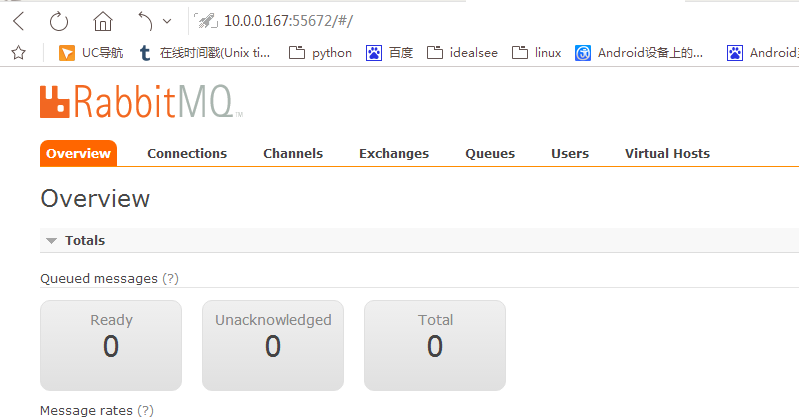 10.0.0.167:55672/#/
UC导航 t 在线时间戳(Unix ti... python 百度 idealsee linux Android设备上的... Android
RabbitMQ™
Overview Connections Channels Exchanges Queues Users Virtual Hosts
Overview
Totals
Queued messages (?)
Ready Unacknowledged Total
0 0 0
Message rates (?)